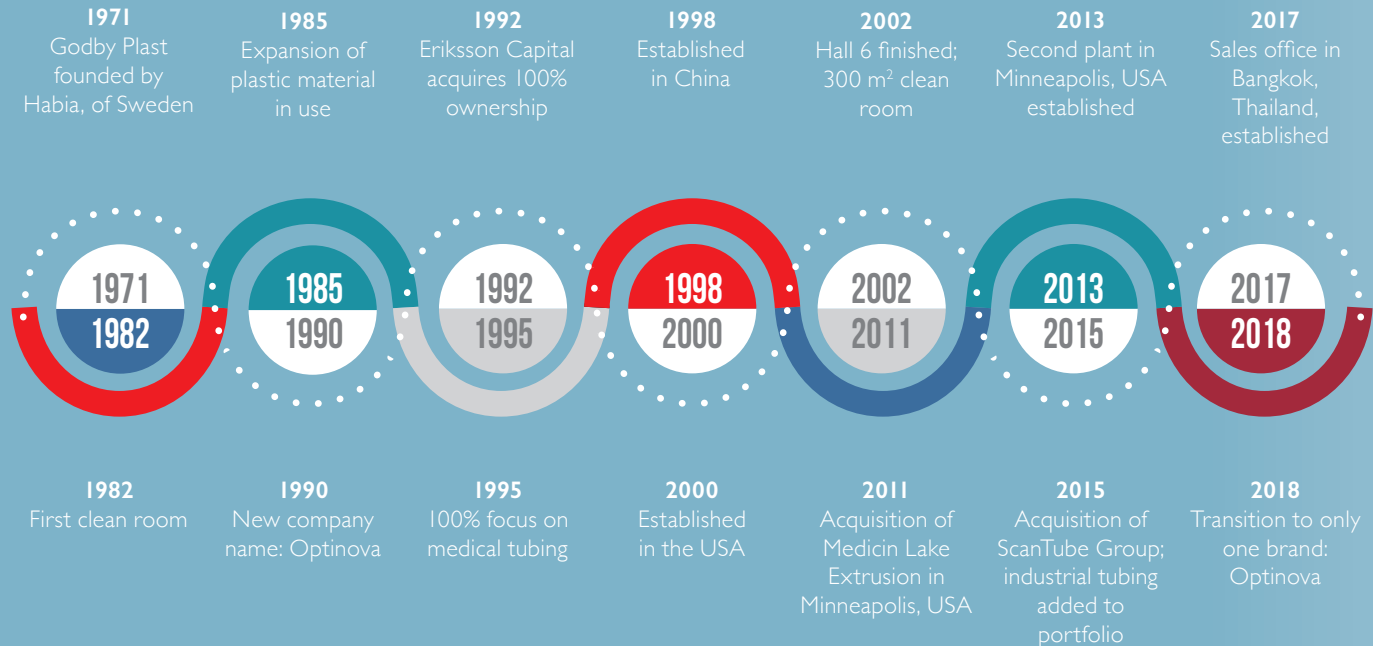 1971
Godby Plast
founded by
Habia, of Sweden
1985
Expansion of
plastic material
in use
1992
Eriksson Capital
acquires 100%
ownership
1998
Established
in China
2002
Hall 6 finished;
300 m² clean
room
2013
Second plant in
Minneapolis, USA
established
2017
Sales office in
Bangkok,
Thailand,
established
1971
1982
1985
1990
1992
1995
1998
2000
2002
2011
2013
2015
2017
2018
1982
First clean room
1990
New company
name: Optinova
1995
100% focus on
medical tubing
2000
Established
in the USA
2011
Acquisition of
Medicin Lake
Extrusion in
Minneapolis, USA
2015
Acquisition of
ScanTube Group;
industrial tubing
added to
portfolio
2018
Transition to only
one brand:
Optinova